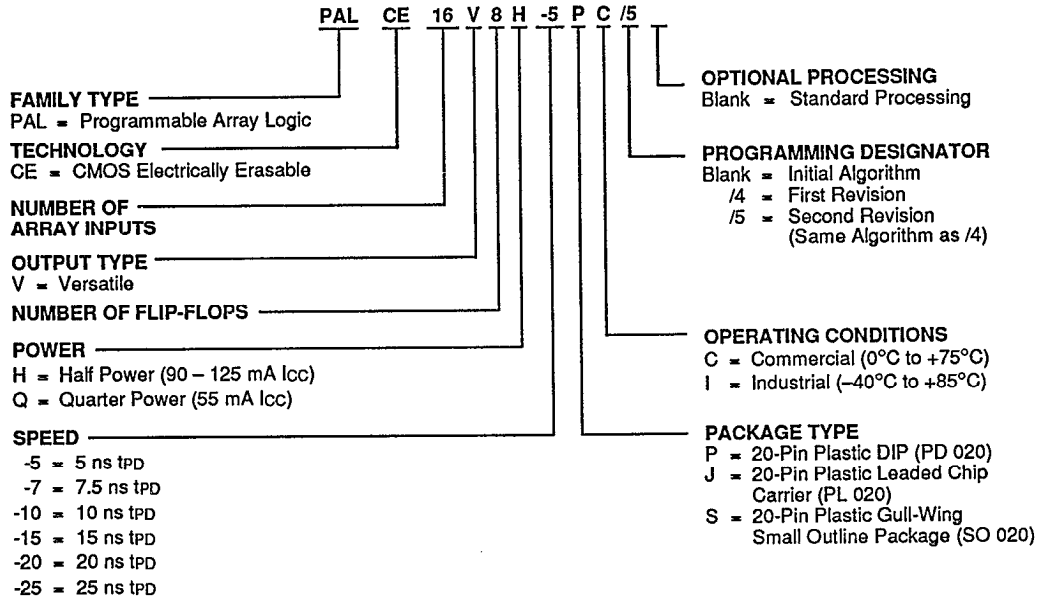 PAL CE 16 V 8 H -5 P C /5
FAMILY TYPE
PAL = Programmable Array Logic
TECHNOLOGY
CE = CMOS Electrically Erasable
NUMBER OF
ARRAY INPUTS
OUTPUT TYPE
V = Versatile
NUMBER OF FLIP-FLOPS
POWER
H = Half Power (90 – 125 mA ICC)
Q = Quarter Power (55 mA ICC)
SPEED
-5 = 5 ns tPD
-7 = 7.5 ns tPD
-10 = 10 ns tPD
-15 = 15 ns tPD
-20 = 20 ns tPD
-25 = 25 ns tPD
OPTIONAL PROCESSING
Blank = Standard Processing
PROGRAMMING DESIGNATOR
Blank = Initial Algorithm
/4 = First Revision
/5 = Second Revision
(Same Algorithm as /4)
OPERATING CONDITIONS
C = Commercial (0°C to +75°C)
I = Industrial (–40°C to +85°C)
PACKAGE TYPE
P = 20-Pin Plastic DIP (PD 020)
J = 20-Pin Plastic Leaded Chip
Carrier (PL 020)
S = 20-Pin Plastic Gull-Wing
Small Outline Package (SO 020)